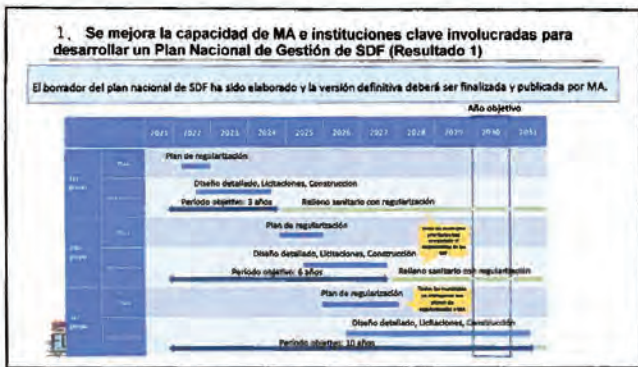 1、 Se mejora la capacidad de MA e instituciones clave involucradas para
desarrollar un Plan Nacional de Gestión de SDF (Resultado 1)
El borrador del plan nacional de SDF ha sido elaborado y la versión definitiva deberá ser finalizada y publicada por MA.
Año objetivo
2021 2022 2023 2024 2025 2026 2027 2028 2029 2030 2031
Plan de regularización
Diseño detallado, Licitaciones, Construccion
Periodo objetivo: 3 años Relleno sanitario con regularización
Plan de regularización
Diseño detallado, Licitaciones, Construcción
Periodo objetivo: 6 años Relleno sanitario con regularización
Plan de regularización
Diseño detallado, Licitaciones, Construcción
Período objetivo: 10 años